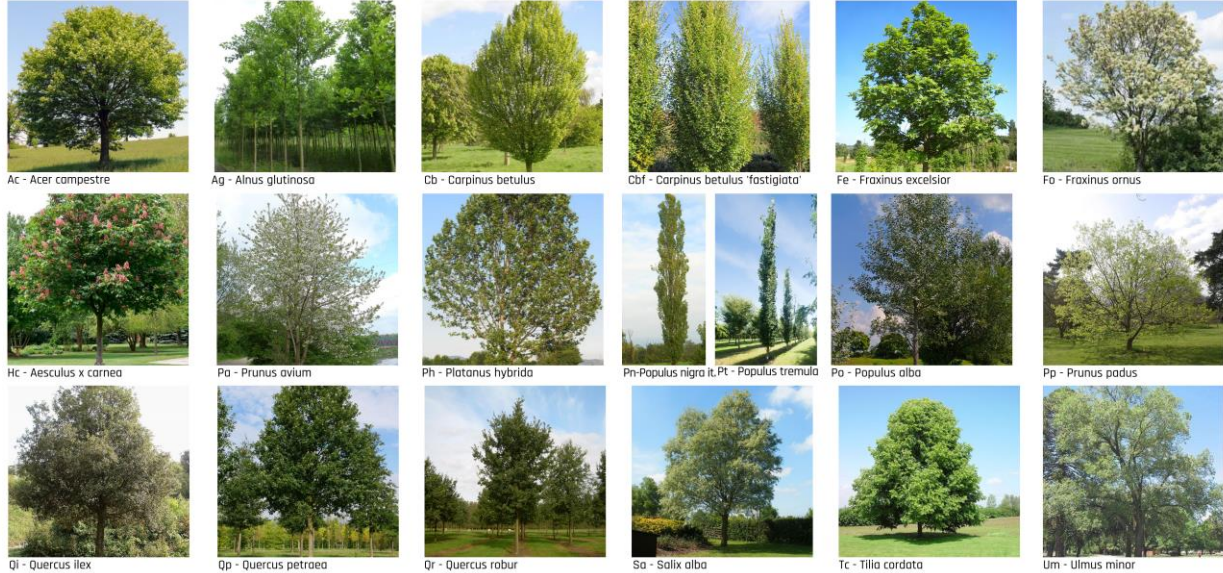 Ac - Acer campestre
Ag - Alnus glutinosa
Cb - Carpinus betulus
Cbf - Carpinus betulus 'fastigiata'
Fe - Fraxinus excelsior
Fo - Fraxinus ornus
Hc - Aesculus x carnea
Pa - Prunus avium
Ph - Platanus hybrida
Pn-Populus nigra it.
Pt - Populus tremula
Po - Populus alba
Pp - Prunus padus
Qi - Quercus ilex
Qp - Quercus petraea
Qr - Quercus robur
Sa - Salix alba
Tc - Tilia cordata
Um - Ulmus minor